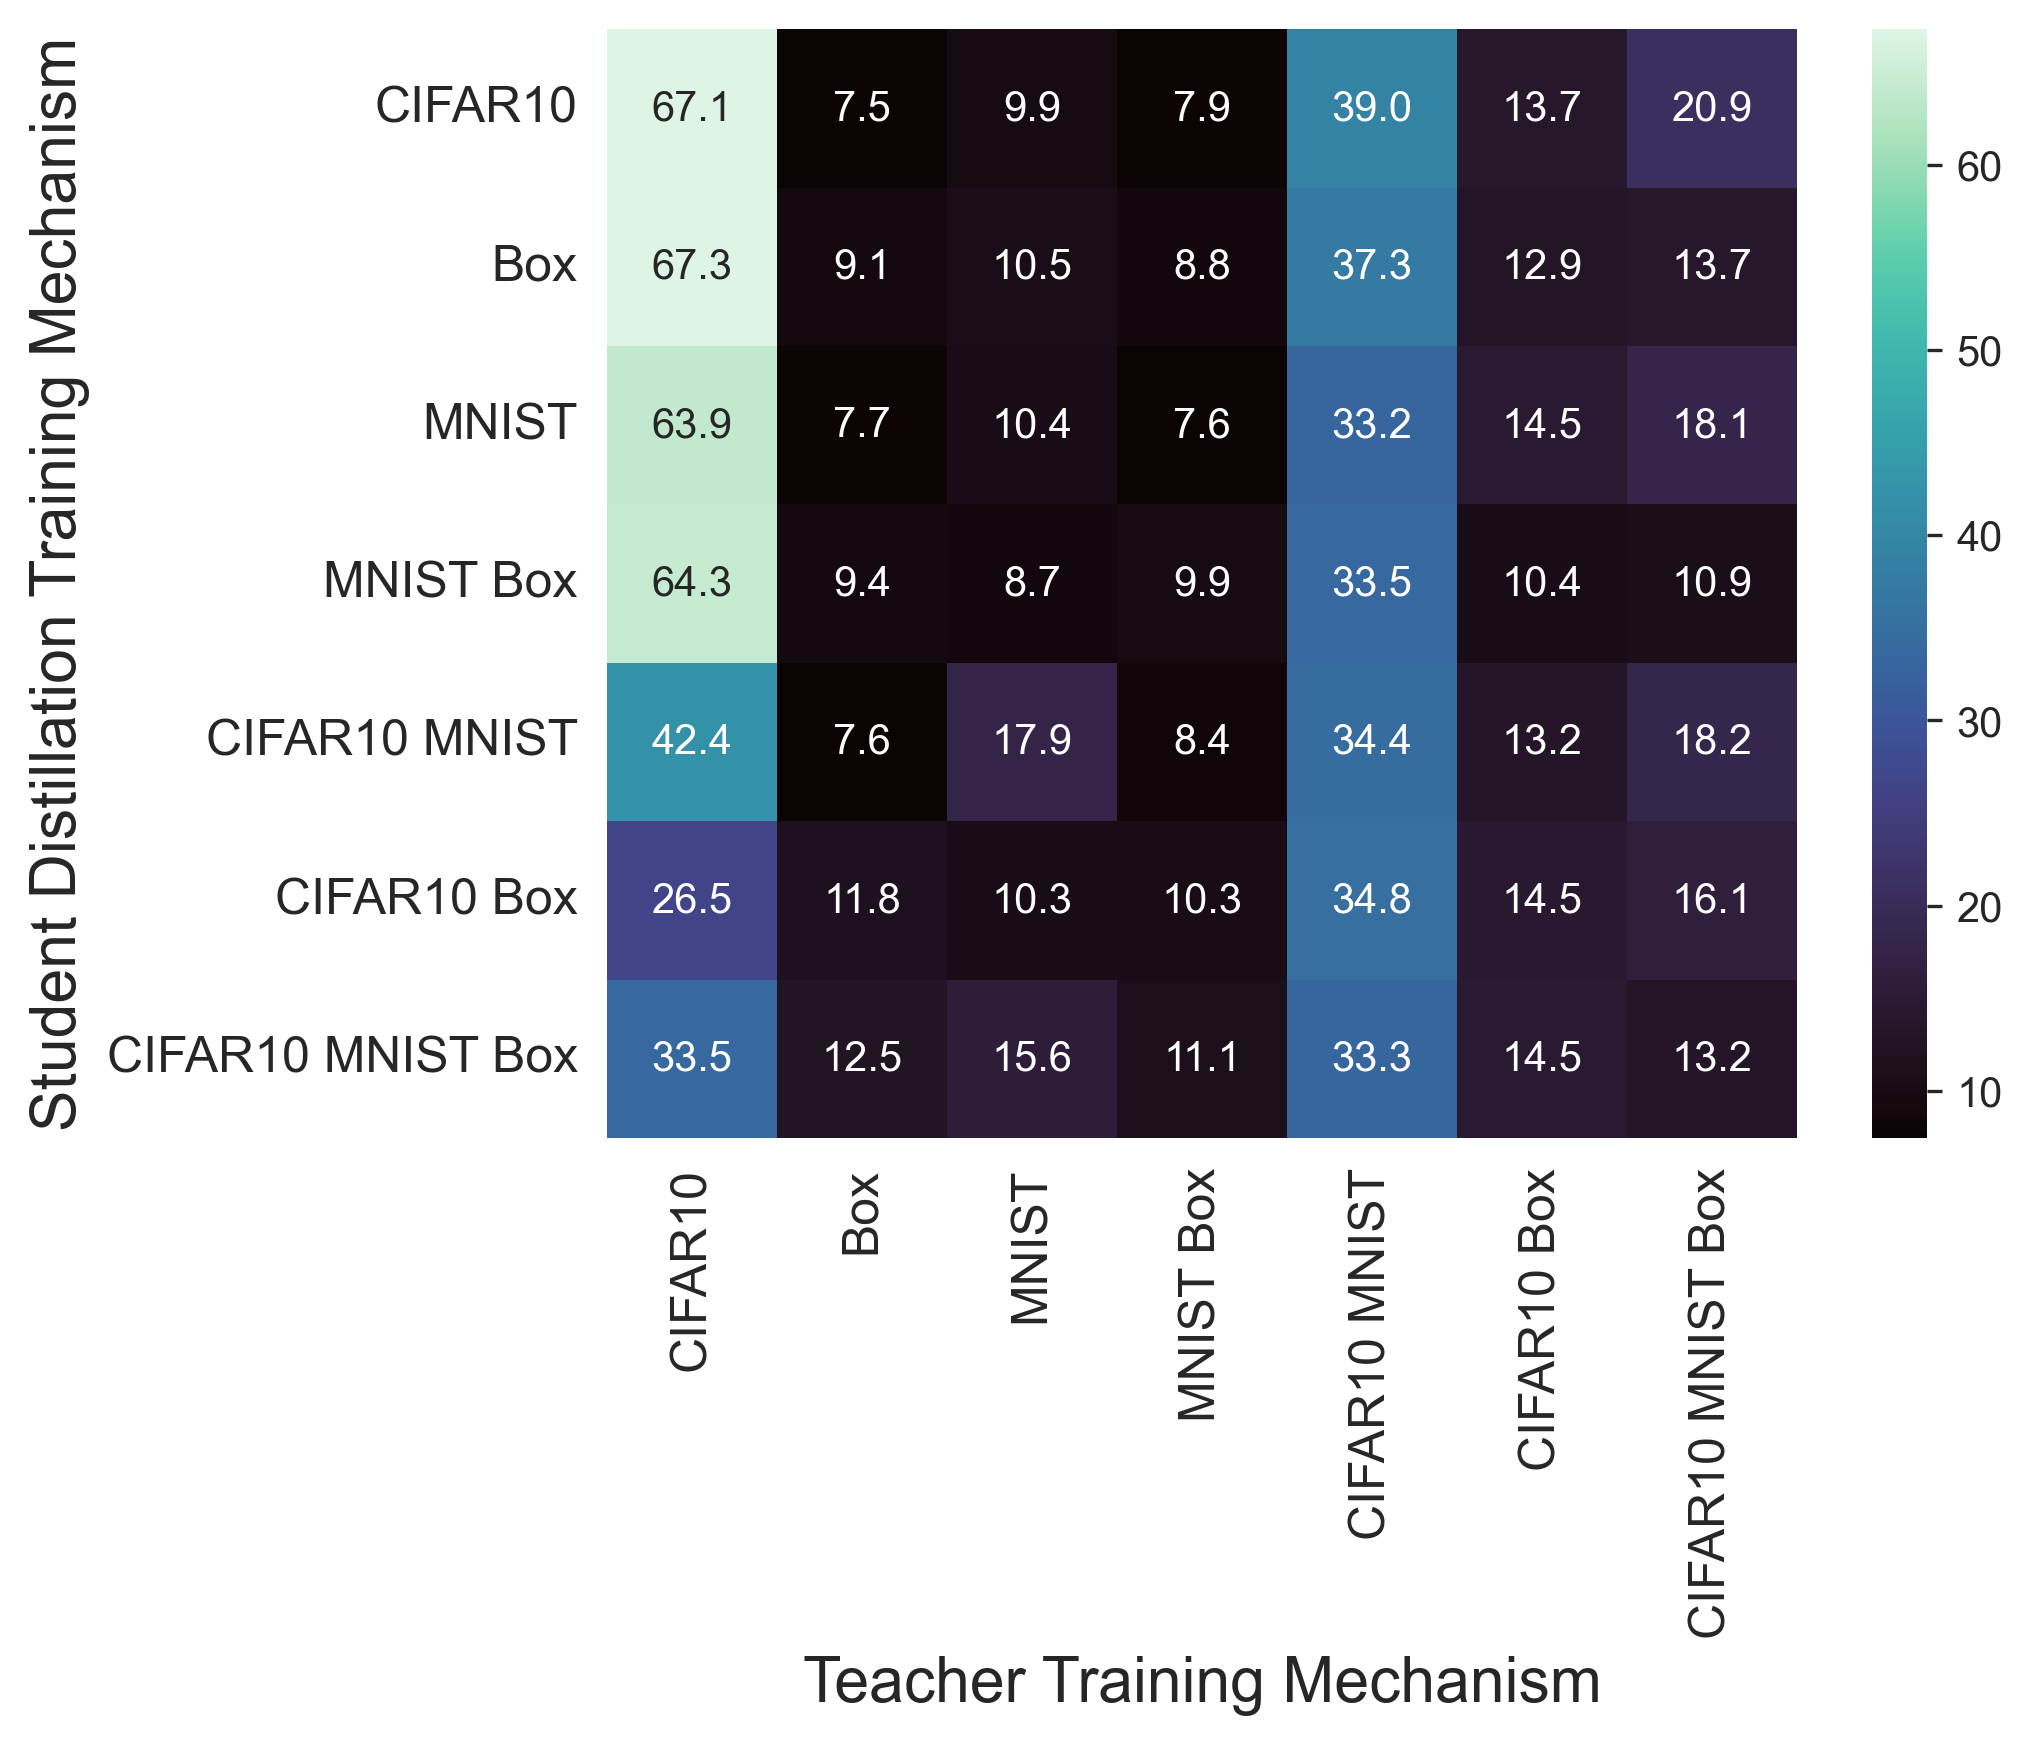 Student Distillation Training Mechanism
CIFAR10 67.1 7.5 9.9 7.9 39.0 13.7 20.9
Box 67.3 9.1 10.5 8.8 37.3 12.9 13.7
MNIST 63.9 7.7 10.4 7.6 33.2 14.5 18.1
MNIST Box 64.3 9.4 8.7 9.9 33.5 10.4 10.9
CIFAR10 MNIST 42.4 7.6 17.9 8.4 34.4 13.2 18.2
CIFAR10 Box 26.5 11.8 10.3 10.3 34.8 14.5 16.1
CIFAR10 MNIST Box 33.5 12.5 15.6 11.1 33.3 14.5 13.2
60
50
40
30
20
10
CIFAR10
Box
MNIST
MNIST Box
CIFAR10 MNIST
CIFAR10 Box
CIFAR10 MNIST Box
Teacher Training Mechanism